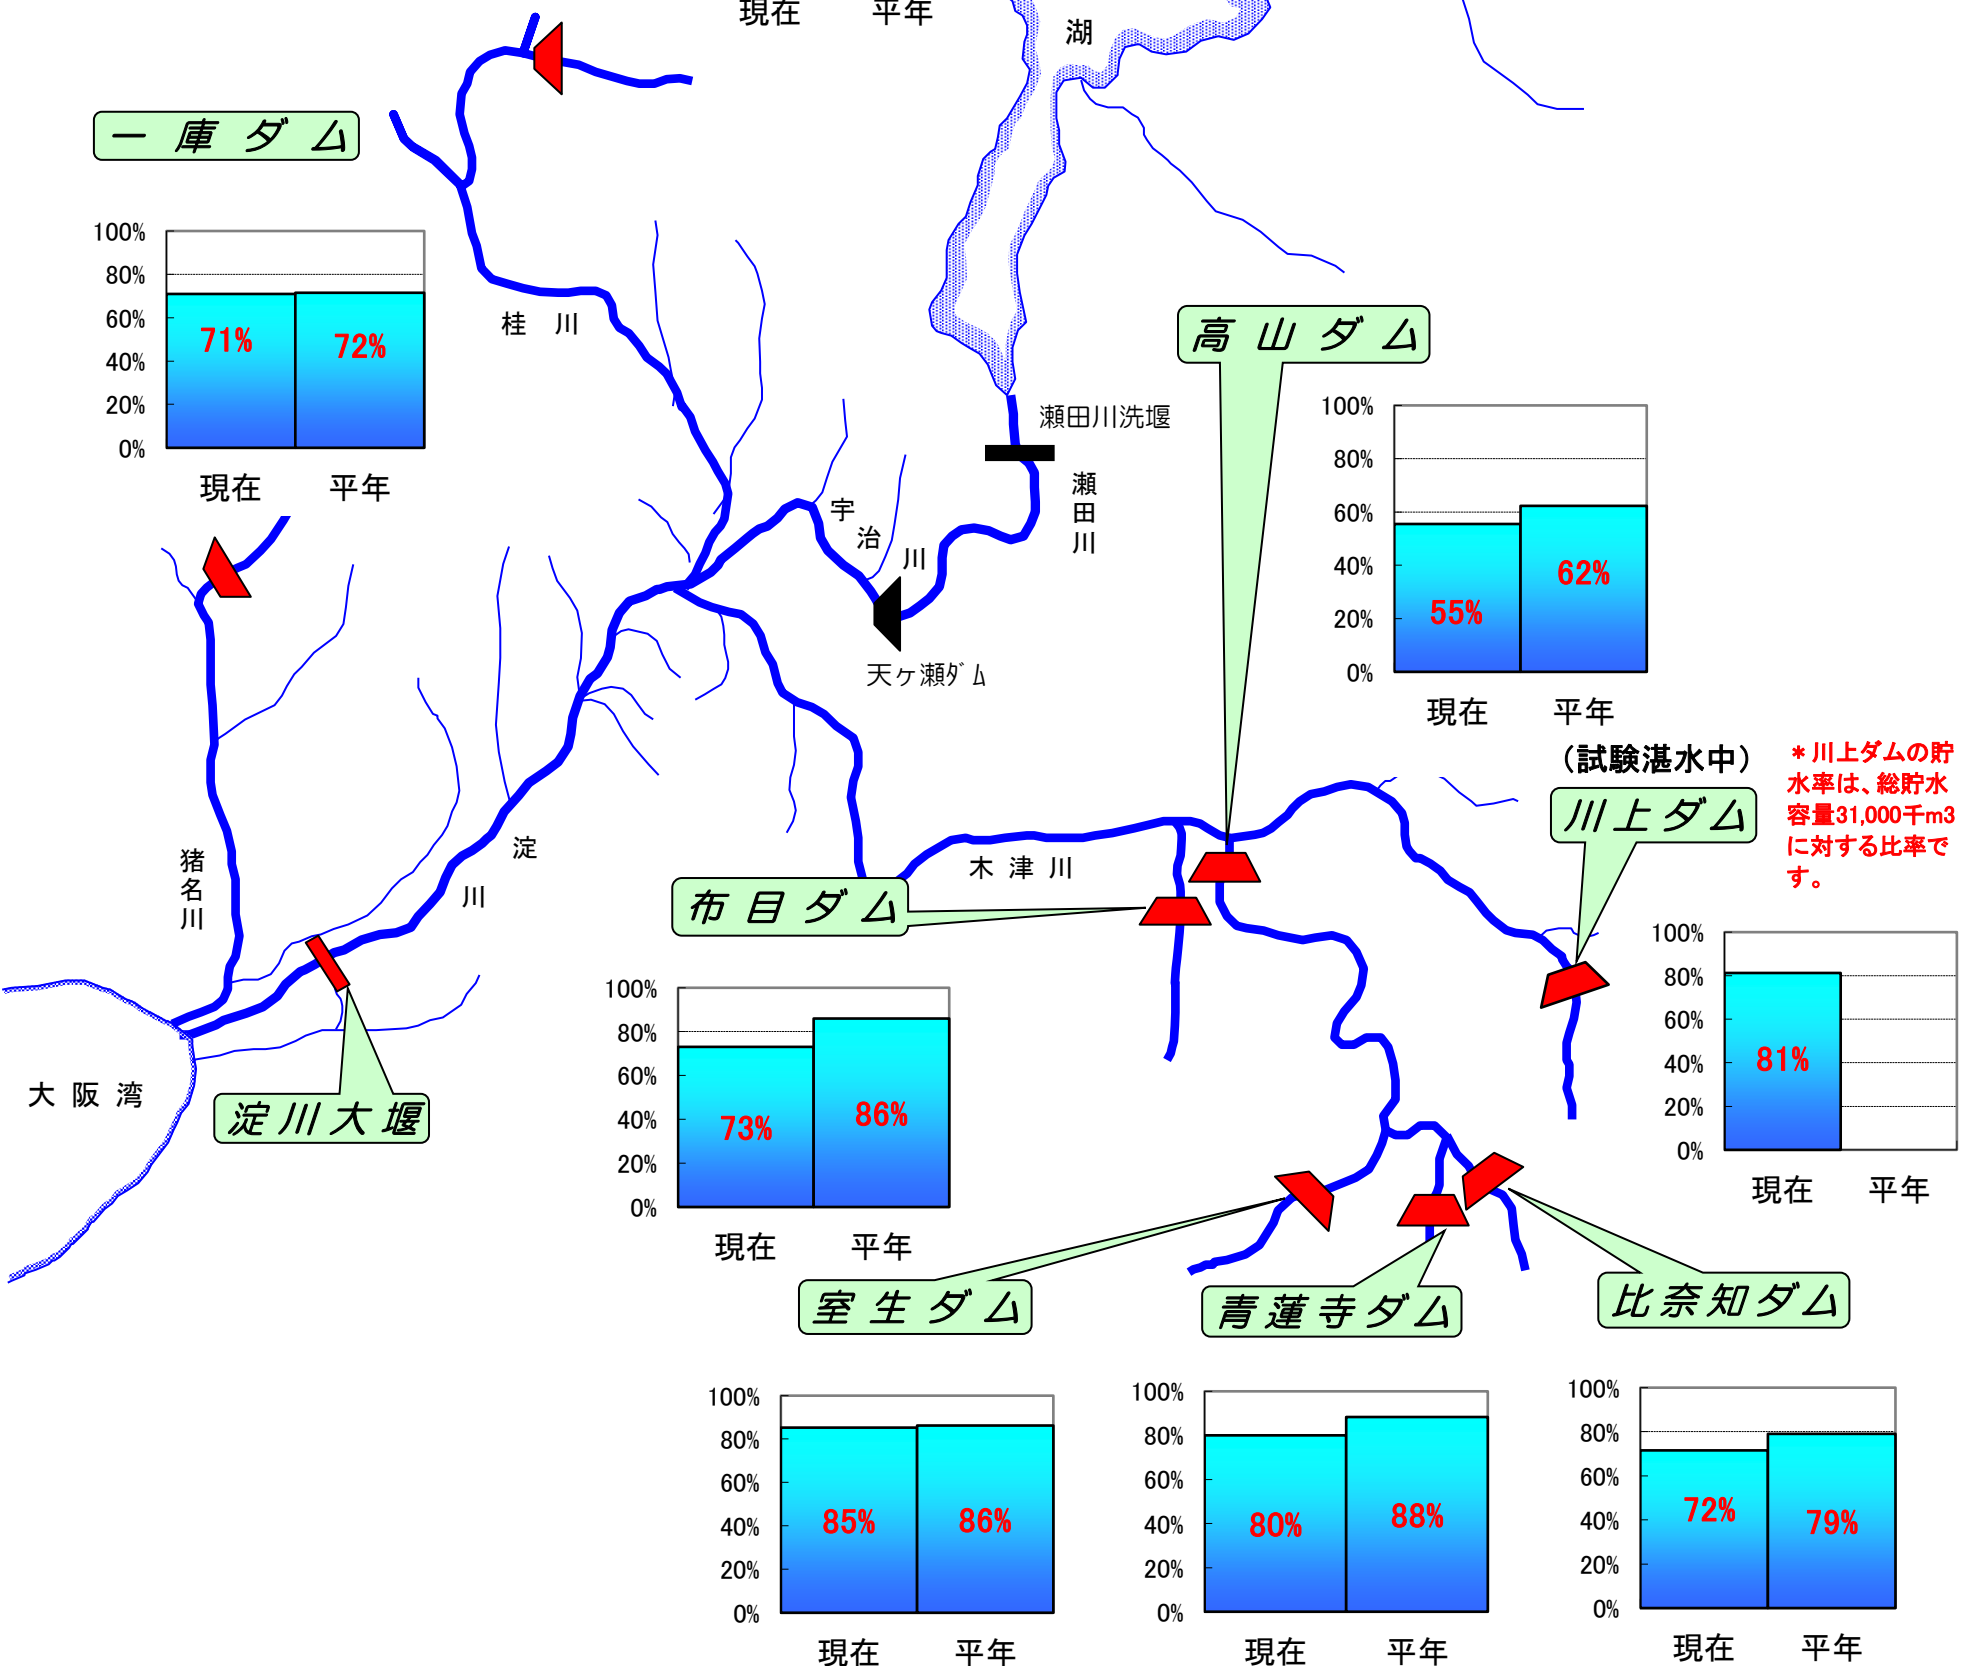 現在 平年
湖
一庫ダム
100%
80%
60%
40%
20%
0%
71%
72%
現在 平年
桂川
高山ダム
100%
80%
60%
40%
20%
0%
55%
62%
現在 平年
瀬田川洗堰
瀬田川
宇治川
天ヶ瀬ダム
(試験湛水中)
川上ダム
*川上ダムの貯
水率は、総貯水
容量31,000千m3
に対する比率で
す。
100%
80%
60%
40%
20%
0%
81%
現在 平年
猪名川
淀川
木津川
布目ダム
100%
80%
60%
40%
20%
0%
73%
86%
現在 平年
大阪湾
淀川大堰
室生ダム
青蓮寺ダム
比奈知ダム
100%
80%
60%
40%
20%
0%
85%
86%
現在 平年
100%
80%
60%
40%
20%
0%
80%
88%
現在 平年
100%
80%
60%
40%
20%
0%
72%
79%
現在 平年